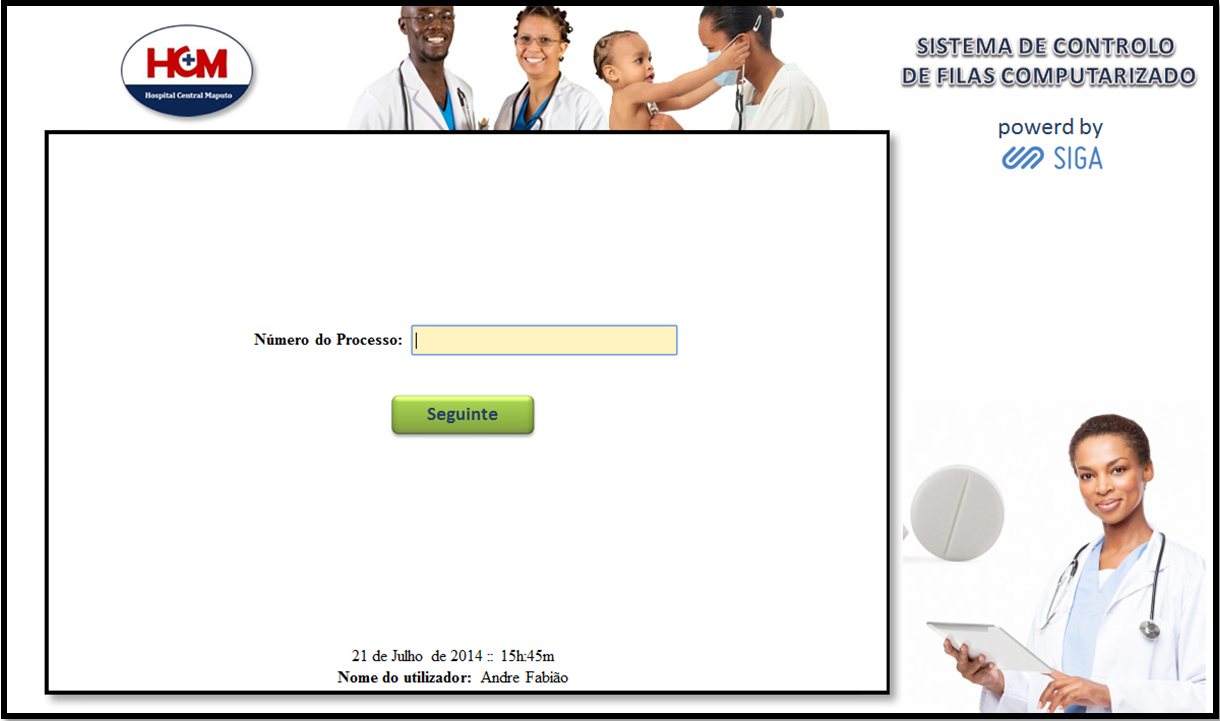 HCM
Hospital Central Maputo
SISTEMA DE CONTROLO
DE FILAS COMPUTARIZADO
powerd by
SIGA
Número do Processo:
Seguinte
21 de Julho de 2014 :: 15h:45m
Nome do utilizador: Andre Fabião